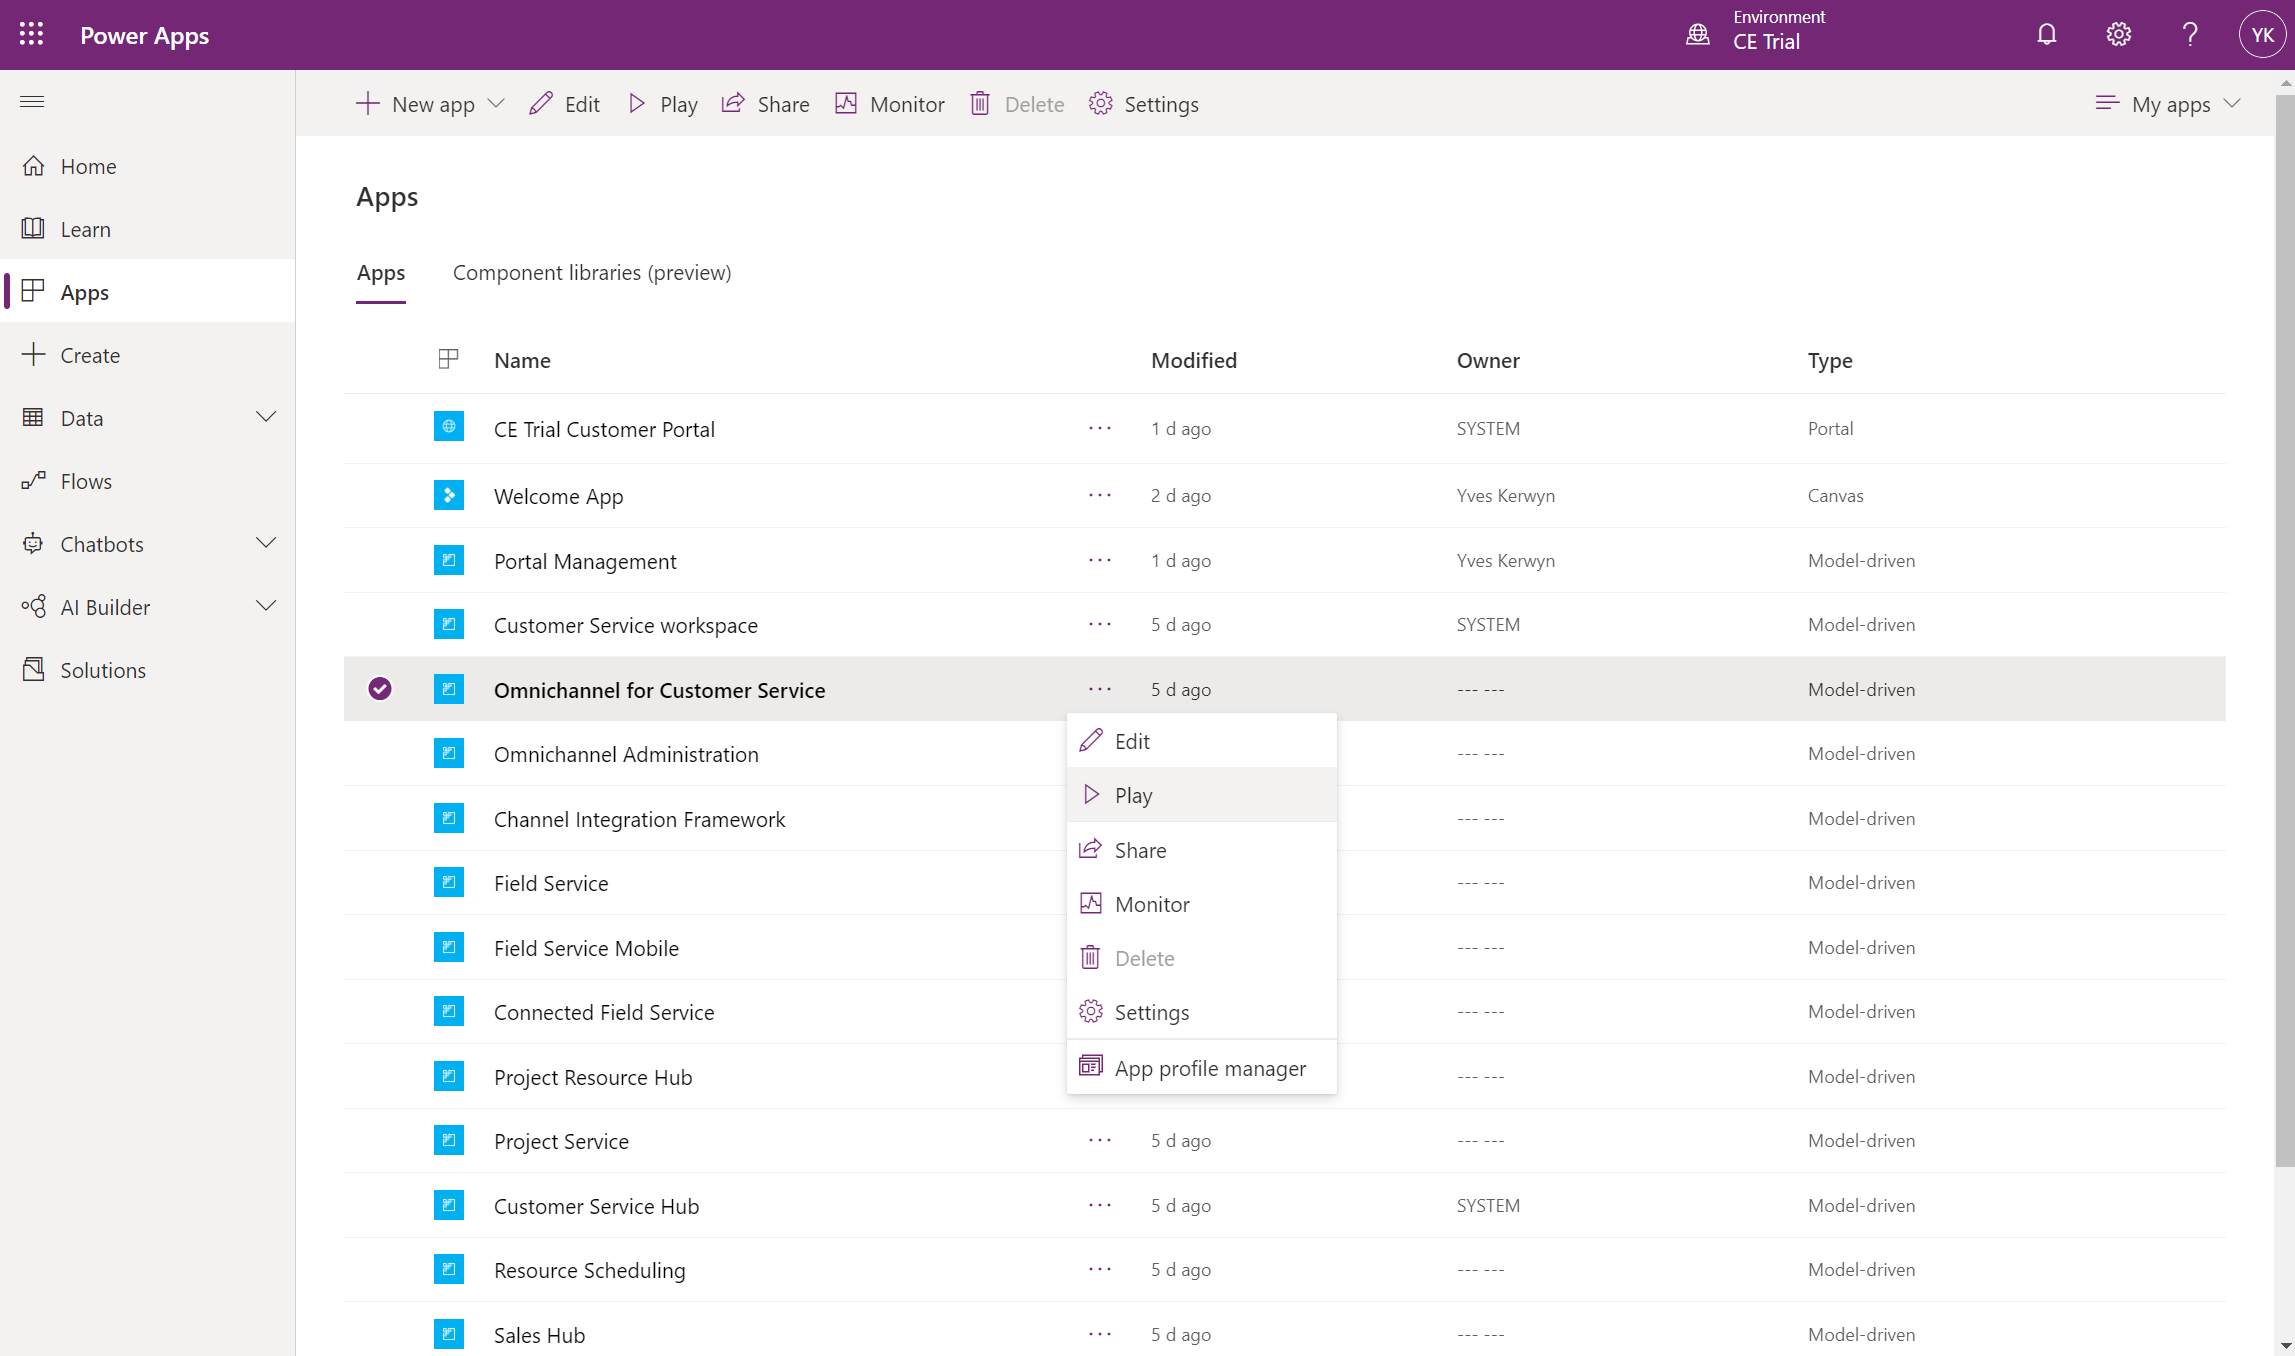 Power Apps
Environment
CE Trial
YK
New app
Edit
Play
Share
Monitor
Delete
Settings
My apps
Home
Learn
Apps
Create
Data
Flows
Chatbots
AI Builder
Solutions
Apps
Apps Component libraries (preview)
Name Modified Owner Type
CE Trial Customer Portal ··· 1 d ago SYSTEM Portal
Welcome App ··· 2 d ago Yves Kerwyn Canvas
Portal Management ··· 1 d ago Yves Kerwyn Model-driven
Customer Service workspace ··· 5 d ago SYSTEM Model-driven
Omnichannel for Customer Service ··· 5 d ago --- --- Model-driven
Omnichannel Administration --- --- Model-driven
Channel Integration Framework --- --- Model-driven
Field Service --- --- Model-driven
Field Service Mobile --- --- Model-driven
Connected Field Service --- --- Model-driven
Project Resource Hub --- --- Model-driven
Project Service ··· 5 d ago --- --- Model-driven
Customer Service Hub ··· 5 d ago SYSTEM Model-driven
Resource Scheduling ··· 5 d ago --- --- Model-driven
Sales Hub ··· 5 d ago --- --- Model-driven
Edit
Play
Share
Monitor
Delete
Settings
App profile manager